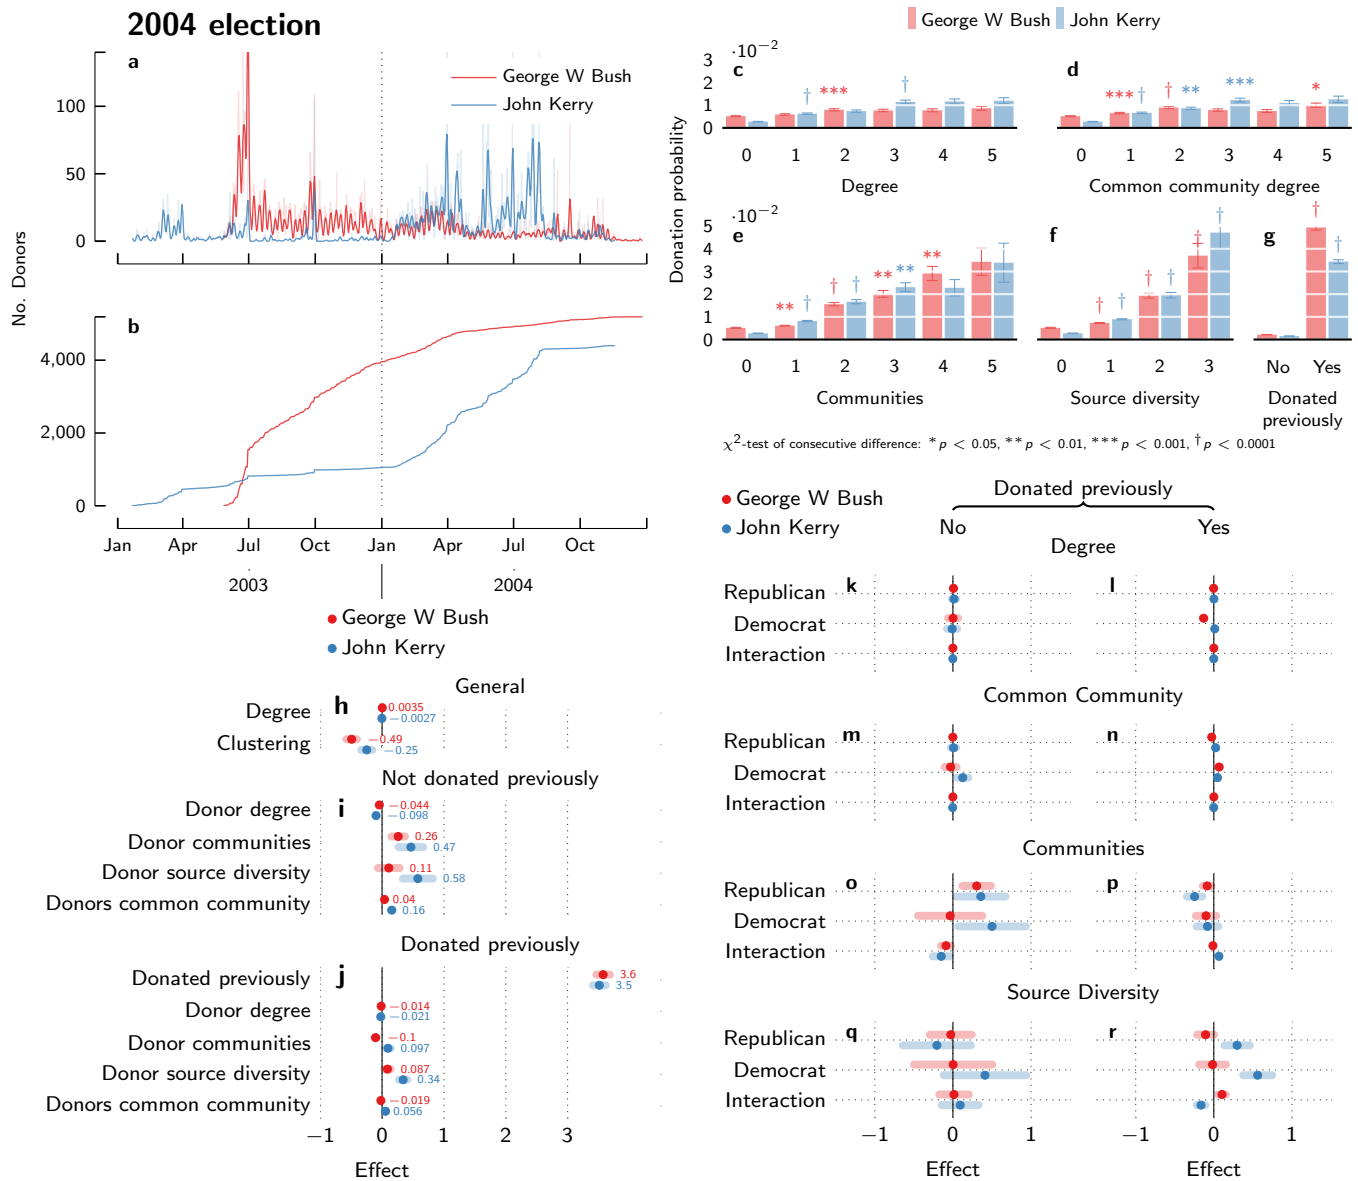 2004 election
a
George W Bush
John Kerry
100
50
0
No. Donors
b
4,000
2,000
0
Jan Apr Jul Oct Jan Apr Jul Oct
2003 2004
George W Bush
John Kerry
General
h
Degree 0.0035
−0.0027
Clustering −0.49
−0.25
Not donated previously
i
Donor degree −0.044
−0.098
Donor communities 0.26
0.47
Donor source diversity 0.11
0.58
Donors common community 0.04
0.16
Donated previously
j
Donated previously 3.6
3.5
Donor degree −0.014
−0.021
Donor communities −0.1
0.097
Donor source diversity 0.087
0.34
Donors common community −0.019
0.056
−1 0 1 2 3
Effect
George W Bush John Kerry
Donation probability
·10−2
c
3
2
1
0
† *** †
0 1 2 3 4 5
Degree
d
*** † † ** *** *
0 1 2 3 4 5
Common community degree
·10−2
e
5
4
3
2
1
0
** † † † ** ** **
0 1 2 3 4 5
Communities
f
† † † † † †
0 1 2 3
Source diversity
g
† †
No Yes
Donated
previously
χ2-test of consecutive difference: *p < 0.05, **p < 0.01, ***p < 0.001, †p < 0.0001
George W Bush
John Kerry
Donated previously
No Yes
Degree
k l
Republican
Democrat
Interaction
−1 0 1 −1 0 1
Common Community
m n
Republican
Democrat
Interaction
Communities
o p
Republican
Democrat
Interaction
Source Diversity
q r
Republican
Democrat
Interaction
−1 0 1 −1 0 1
Effect Effect